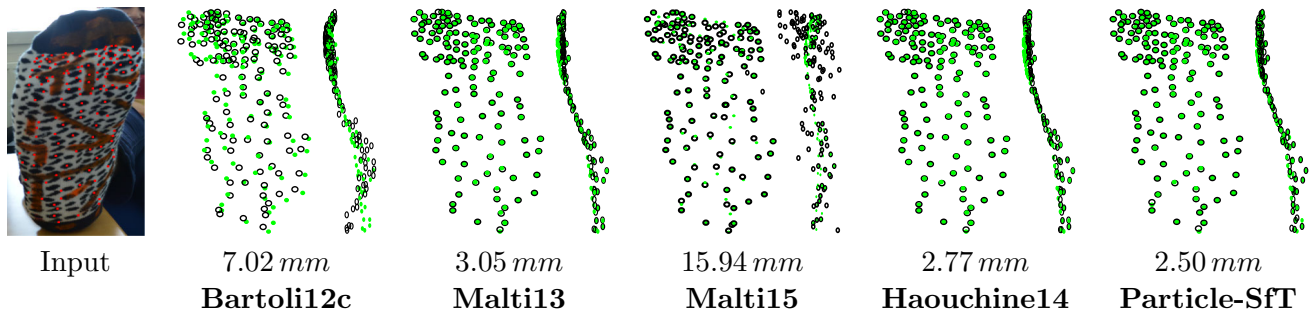 Input 7.02 mm 3.05 mm 15.94 mm 2.77 mm 2.50 mm
Bartoli12c Malti13 Malti15 Haouchine14 Particle-SfT